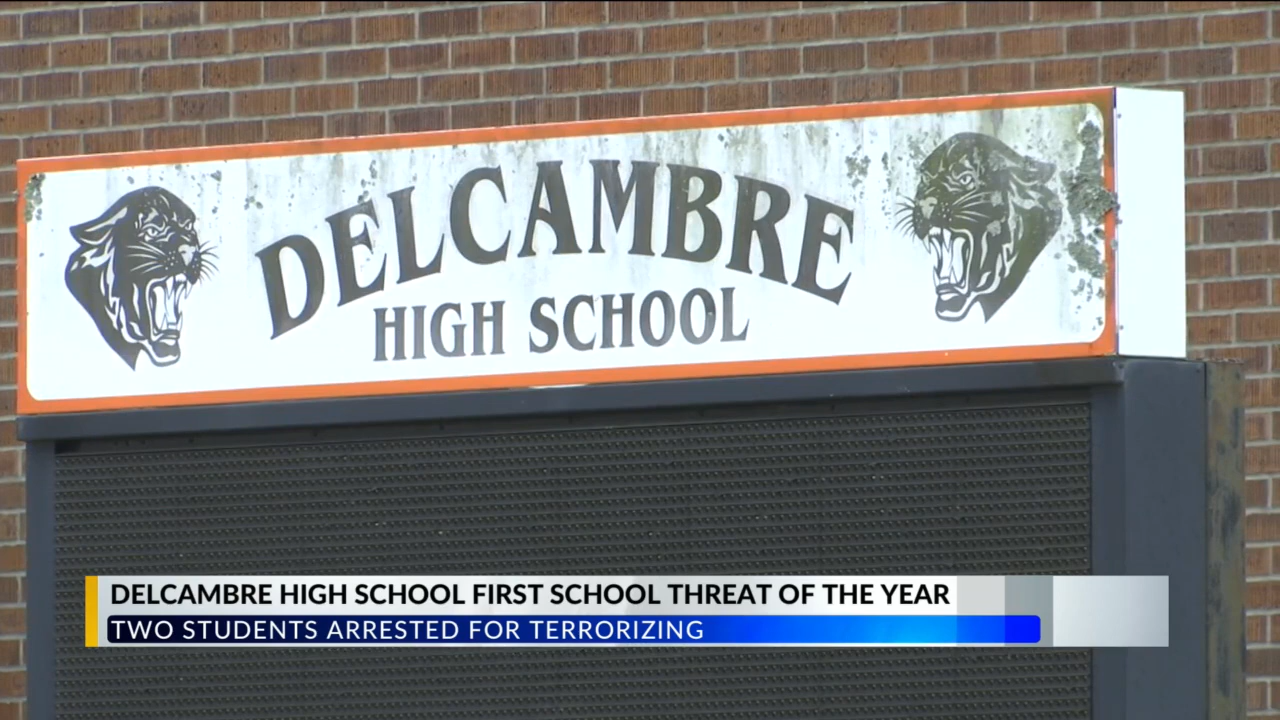 DELCAMBRE
HIGH SCHOOL
DELCAMBRE HIGH SCHOOL FIRST SCHOOL THREAT OF THE YEAR
TWO STUDENTS ARRESTED FOR TERRORIZING